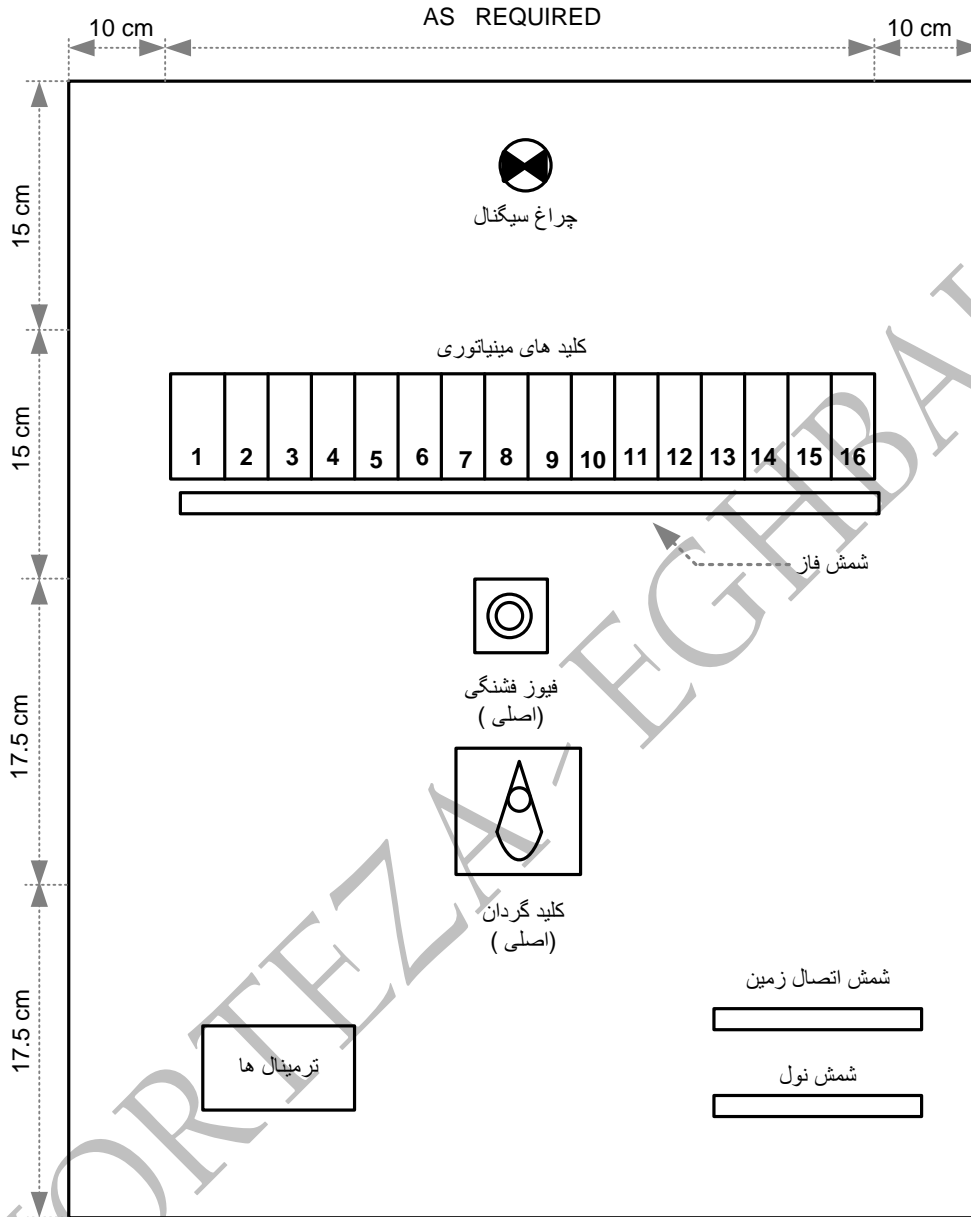 AS REQUIRED
10 cm
10 cm
15 cm
چراغ سیگنال
کلید های مینیاتوری
15 cm
1 2 3 4 5 6 7 8 9 10 11 12 13 14 15 16
شمش فاز
17.5 cm
فیوز فشنگی
(اصلی )
کلید گردان
(اصلی )
17.5 cm
شمش اتصال زمین
ترمینال ها
شمش نول
ORTEZA - EGHBA